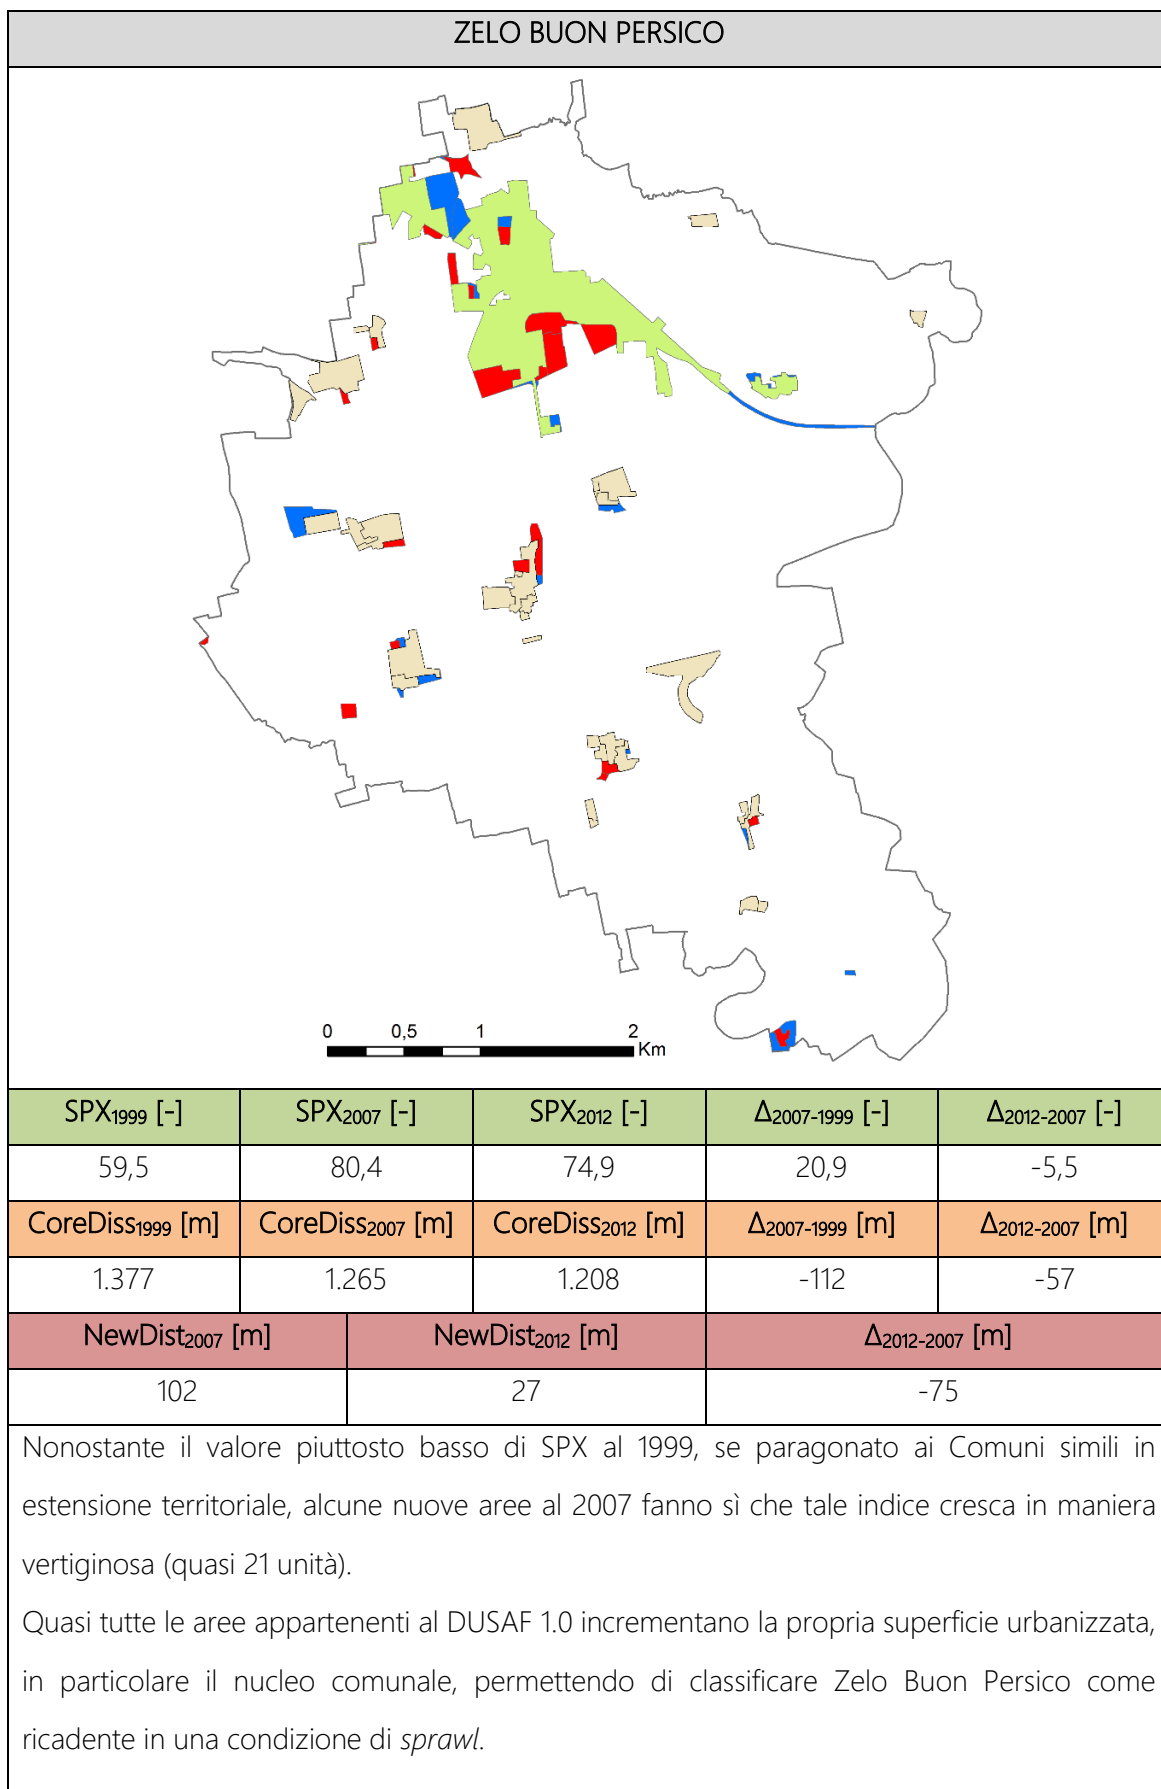 ZELO BUON PERSICO
0 0,5 1 2
Km
SPX1999 [-] SPX2007 [-] SPX2012 [-] Δ2007-1999 [-] Δ2012-2007 [-]
59,5 80,4 74,9 20,9 -5,5
CoreDiss1999 [m] CoreDiss2007 [m] CoreDiss2012 [m] Δ2007-1999 [m] Δ2012-2007 [m]
1.377 1.265 1.208 -112 -57
NewDist2007 [m] NewDist2012 [m] Δ2012-2007 [m]
102 27 -75
Nonostante il valore piuttosto basso di SPX al 1999, se paragonato ai Comuni simili in
estensione territoriale, alcune nuove aree al 2007 fanno sì che tale indice cresca in maniera
vertiginosa (quasi 21 unità).
Quasi tutte le aree appartenenti al DUSAF 1.0 incrementano la propria superficie urbanizzata,
in particolare il nucleo comunale, permettendo di classificare Zelo Buon Persico come
ricadente in una condizione di sprawl.